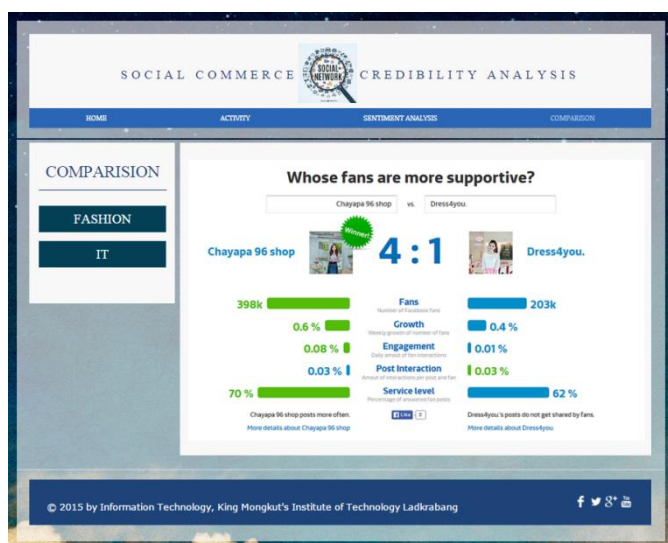 SOCIAL COMMERCE
SOCIAL
NETWORK
CREDIBILITY ANALYSIS
HOME
ACTIVITY
SENTIMENT ANALYSIS
COMPARISON
COMPARISION
FASHION
IT
Whose fans are more supportive?
Chayapa 96 shop vs. Dress4you.
Chayapa 96 shop
Winner!
4 : 1
Dress4you.
398k Fans 203k
Number of Facebook fans
0.6 % Growth 0.4 %
Weekly growth of number of fans
0.08 % Engagement 0.01 %
Daily amout of fan interactions
0.03 % Post Interaction 0.03 %
Amout of interactions per post and fan
70 % Service level 62 %
Percentage of answered fan posts
Chayapa 96 shop posts more often.
Like 0
Dress4you.'s posts do not get shared by fans.
More details about Chayapa 96 shop
More details about Dress4you
© 2015 by Information Technology, King Mongkut's Institute of Technology Ladkrabang